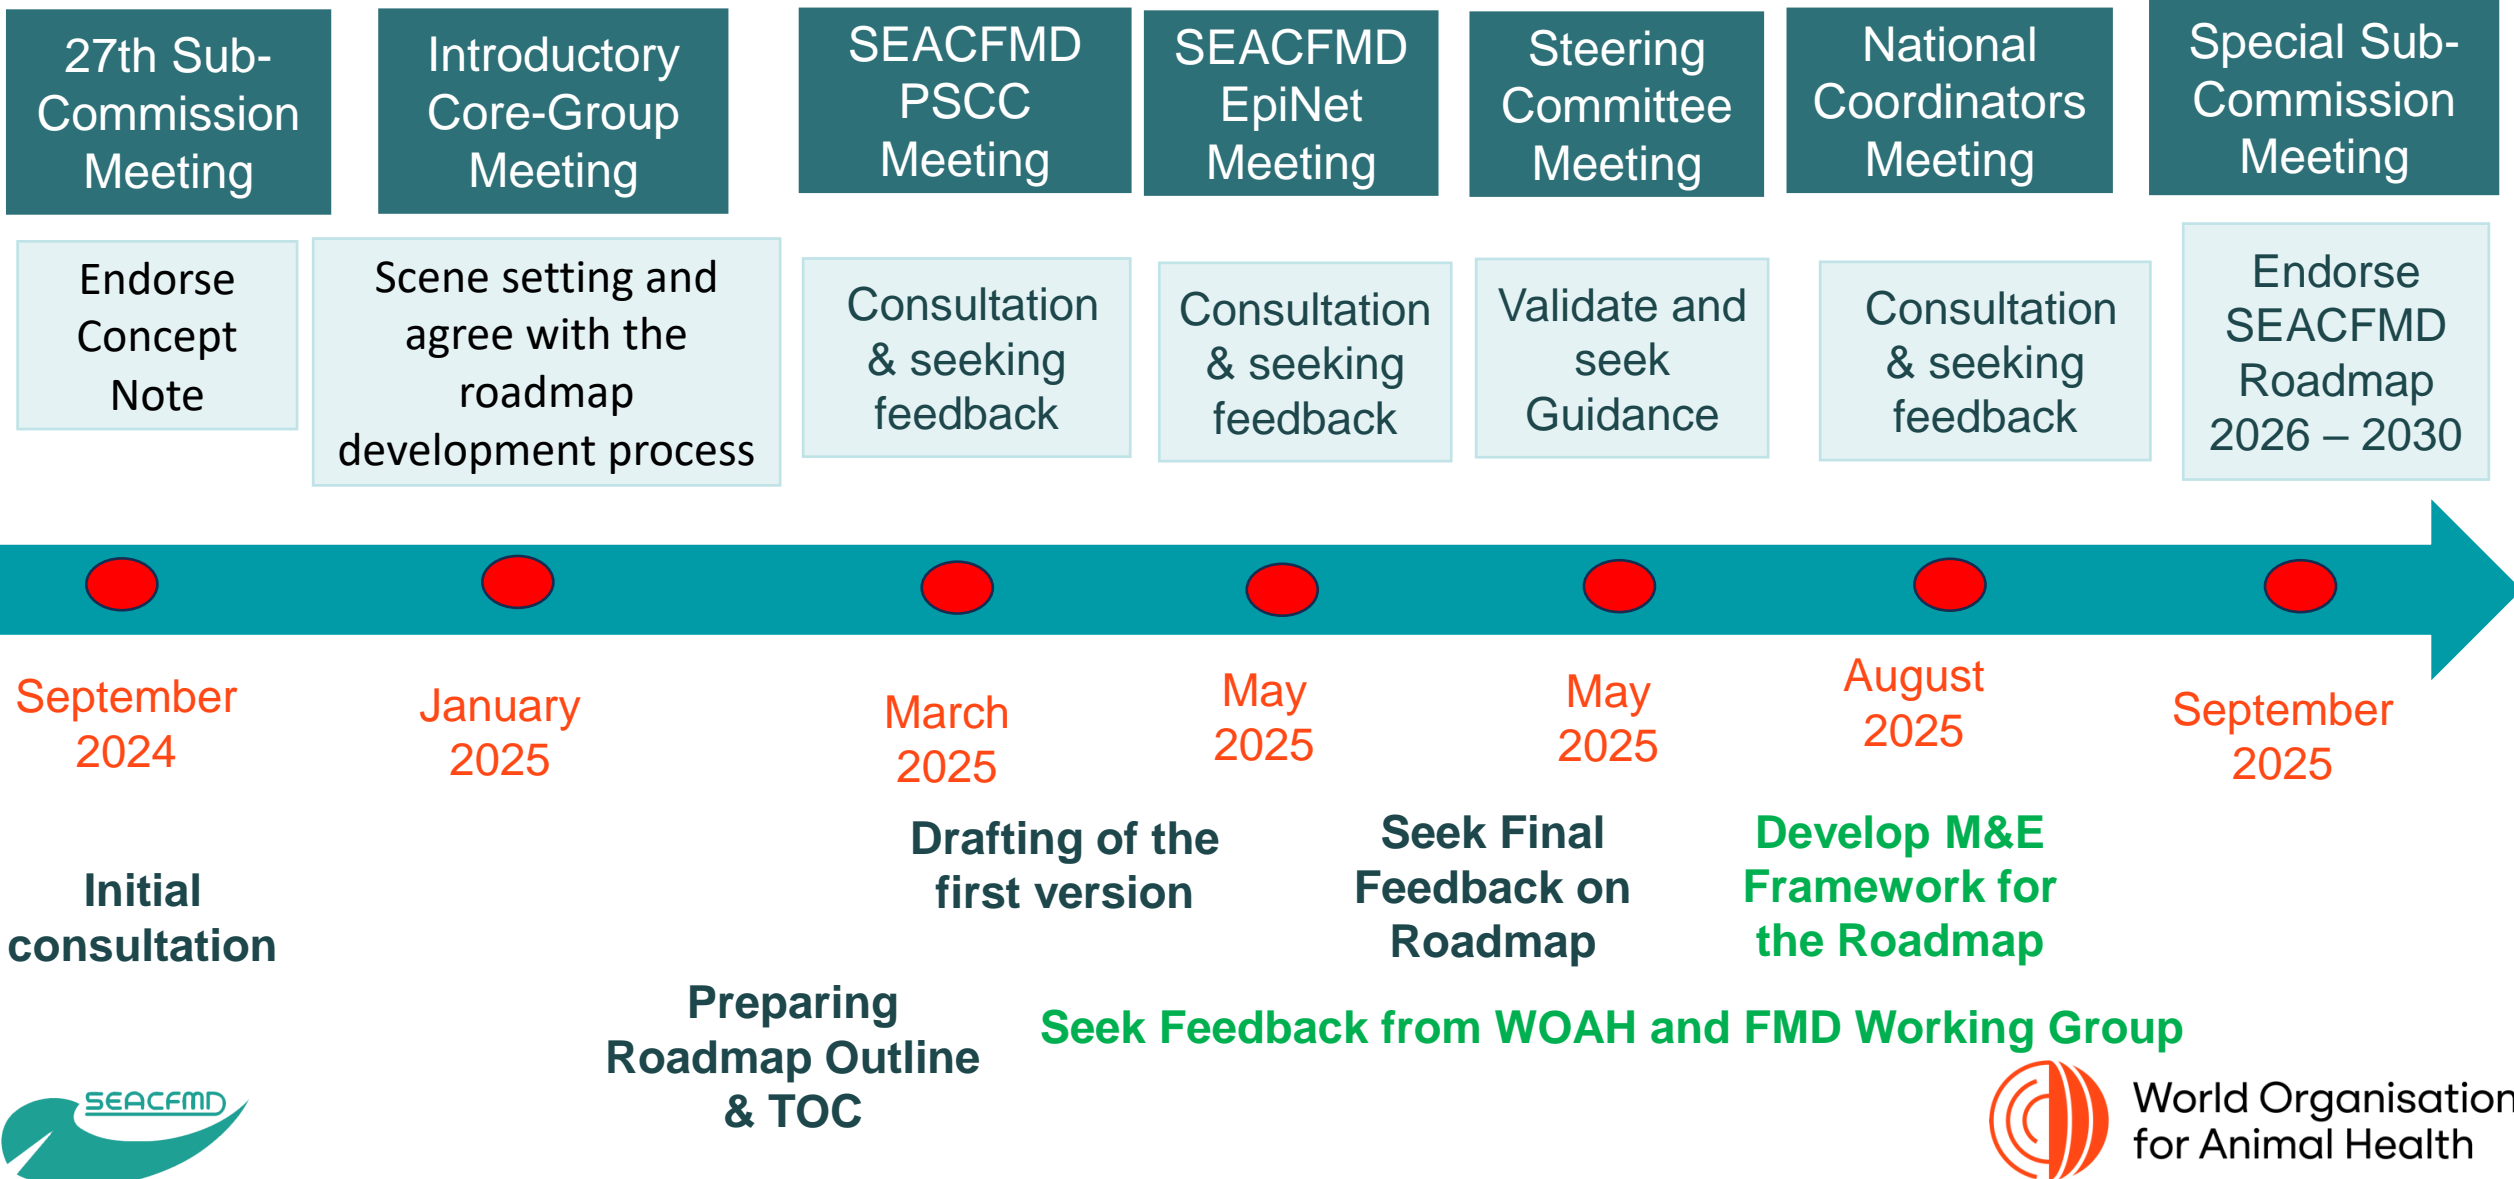 27th Sub-
Commission
Meeting
Introductory
Core-Group
Meeting
SEACFMD
PSCC
Meeting
SEACFMD
EpiNet
Meeting
Steering
Committee
Meeting
National
Coordinators
Meeting
Special Sub-
Commission
Meeting
Endorse
Concept
Note
Scene setting and
agree with the
roadmap
development process
Consultation
& seeking
feedback
Consultation
& seeking
feedback
Validate and
seek
Guidance
Consultation
& seeking
feedback
Endorse
SEACFMD
Roadmap
2026 – 2030
September
2024
January
2025
March
2025
May
2025
May
2025
August
2025
September
2025
Initial
consultation
Preparing
Roadmap Outline
& TOC
Drafting of the
first version
Seek Final
Feedback on
Roadmap
Develop M&E
Framework for
the Roadmap
Seek Feedback from WOAH and FMD Working Group
SEACFMD
World Organisation
for Animal Health